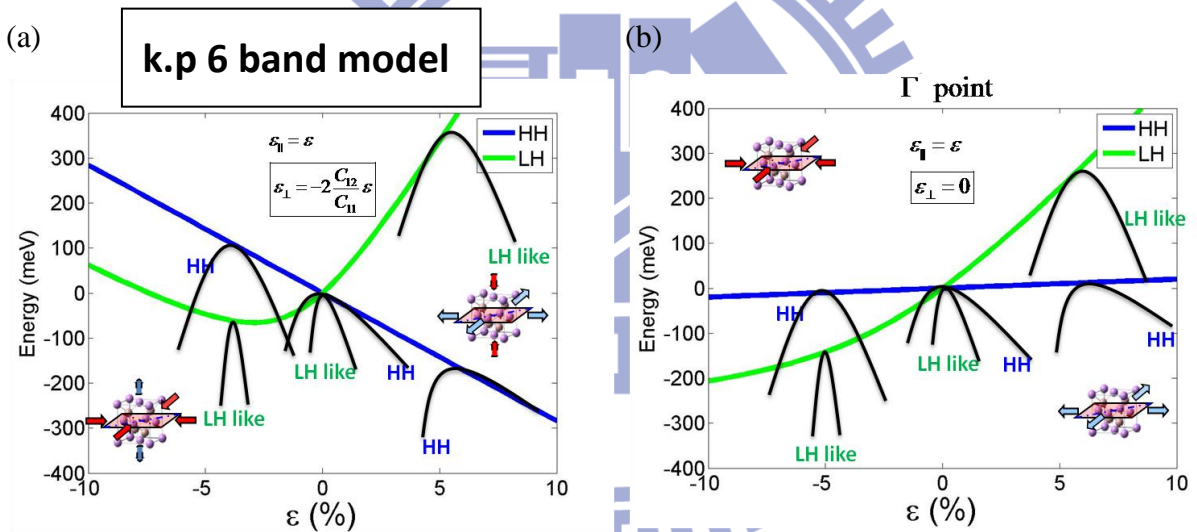 (a)
k.p 6 band model
400
300
200
100
0
-100
-200
-300
-400
Energy (meV)
-10
-5
0
5
10
ε (%)
ε∥ = ε
ε⊥ = -2 C12/C11 ε
HH
LH
HH
LH like
LH like
HH
LH like
HH
(b)
Γ point
400
300
200
100
0
-100
-200
-300
-400
Energy (meV)
-10
-5
0
5
10
ε (%)
ε∥ = ε
ε⊥ = 0
HH
LH
LH like
HH
LH like
HH
HH
LH like